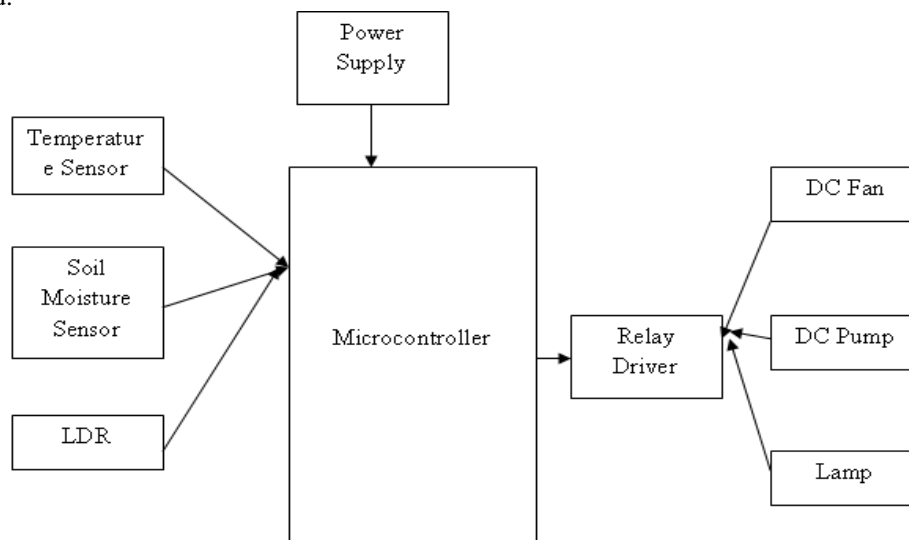 Power
Supply
Temperatur
e Sensor
DC Fan
Soil
Moisture
Sensor
Microcontroller
Relay
Driver
DC Pump
LDR
Lamp